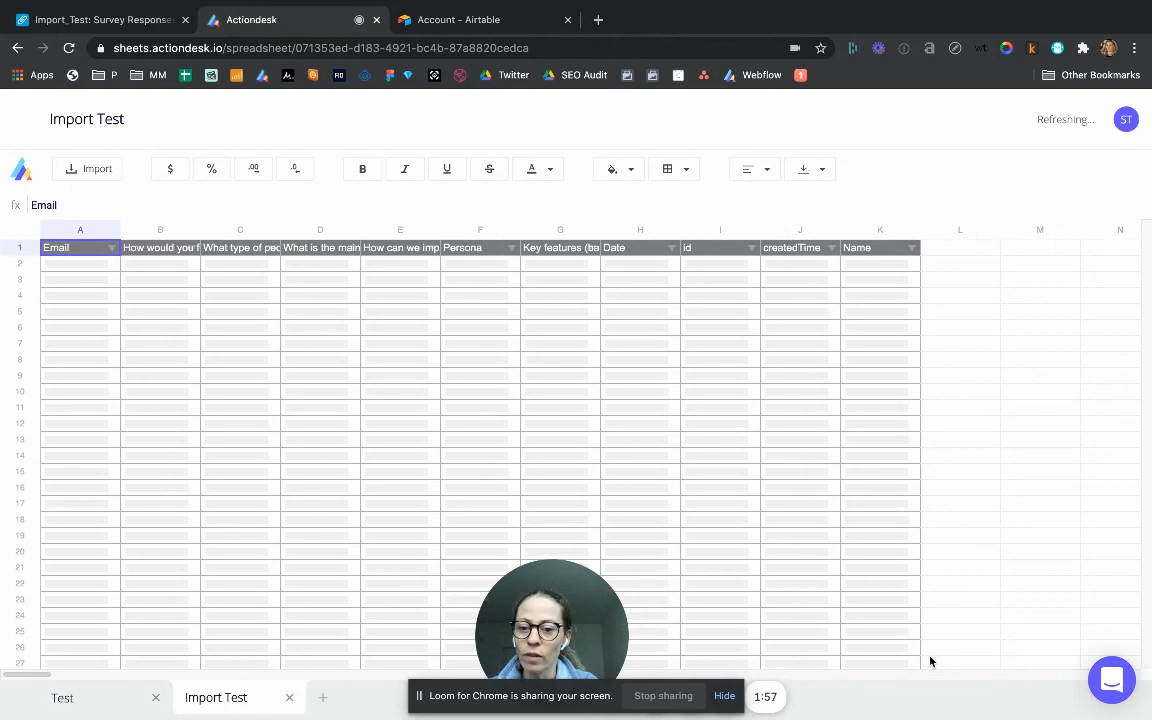 Import_Test: Survey Response
Actiondesk
Account - Airtable
sheets.actiondesk.io/spreadsheet/071353ed-d183-4921-bc4b-87a8820cedca
Apps
P
MM
Twitter
SEO Audit
Webflow
1
Other Bookmarks
Import Test
Refreshing...
ST
Import
$
%
.00
.0
B
I
U
S
A
fx Email
A B C D E F G H I J K L M N
1 Email How would you f What type of peo What is the main How can we imp Persona Key features (ba Date id createdTime Name
2
3
4
5
6
7
8
9
10
11
12
13
14
15
16
17
18
19
20
21
22
23
24
25
26
27
Loom for Chrome is sharing your screen.
Stop sharing
Hide
1:57
Test
Import Test